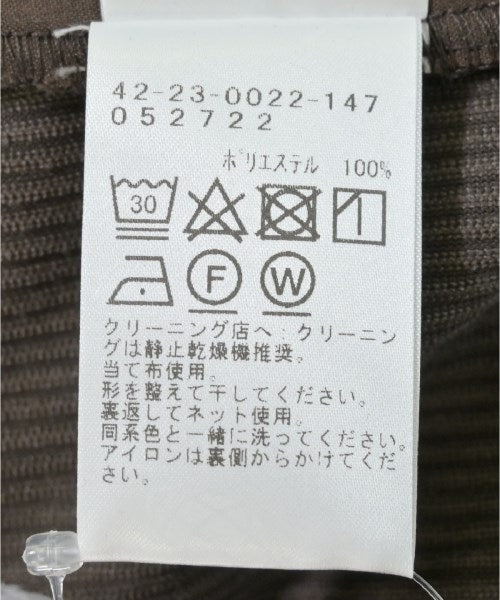 42-23-0022-147
052722
ポリエステル 100%
30
F W
クリーニング店へ:クリーニン
グは静止乾燥機推奨。
当て布使用。
形を整えて干してください。
裏返してネット使用。
同系色と一緒に洗ってください。
アイロンは裏側からかけてくだ
さい。